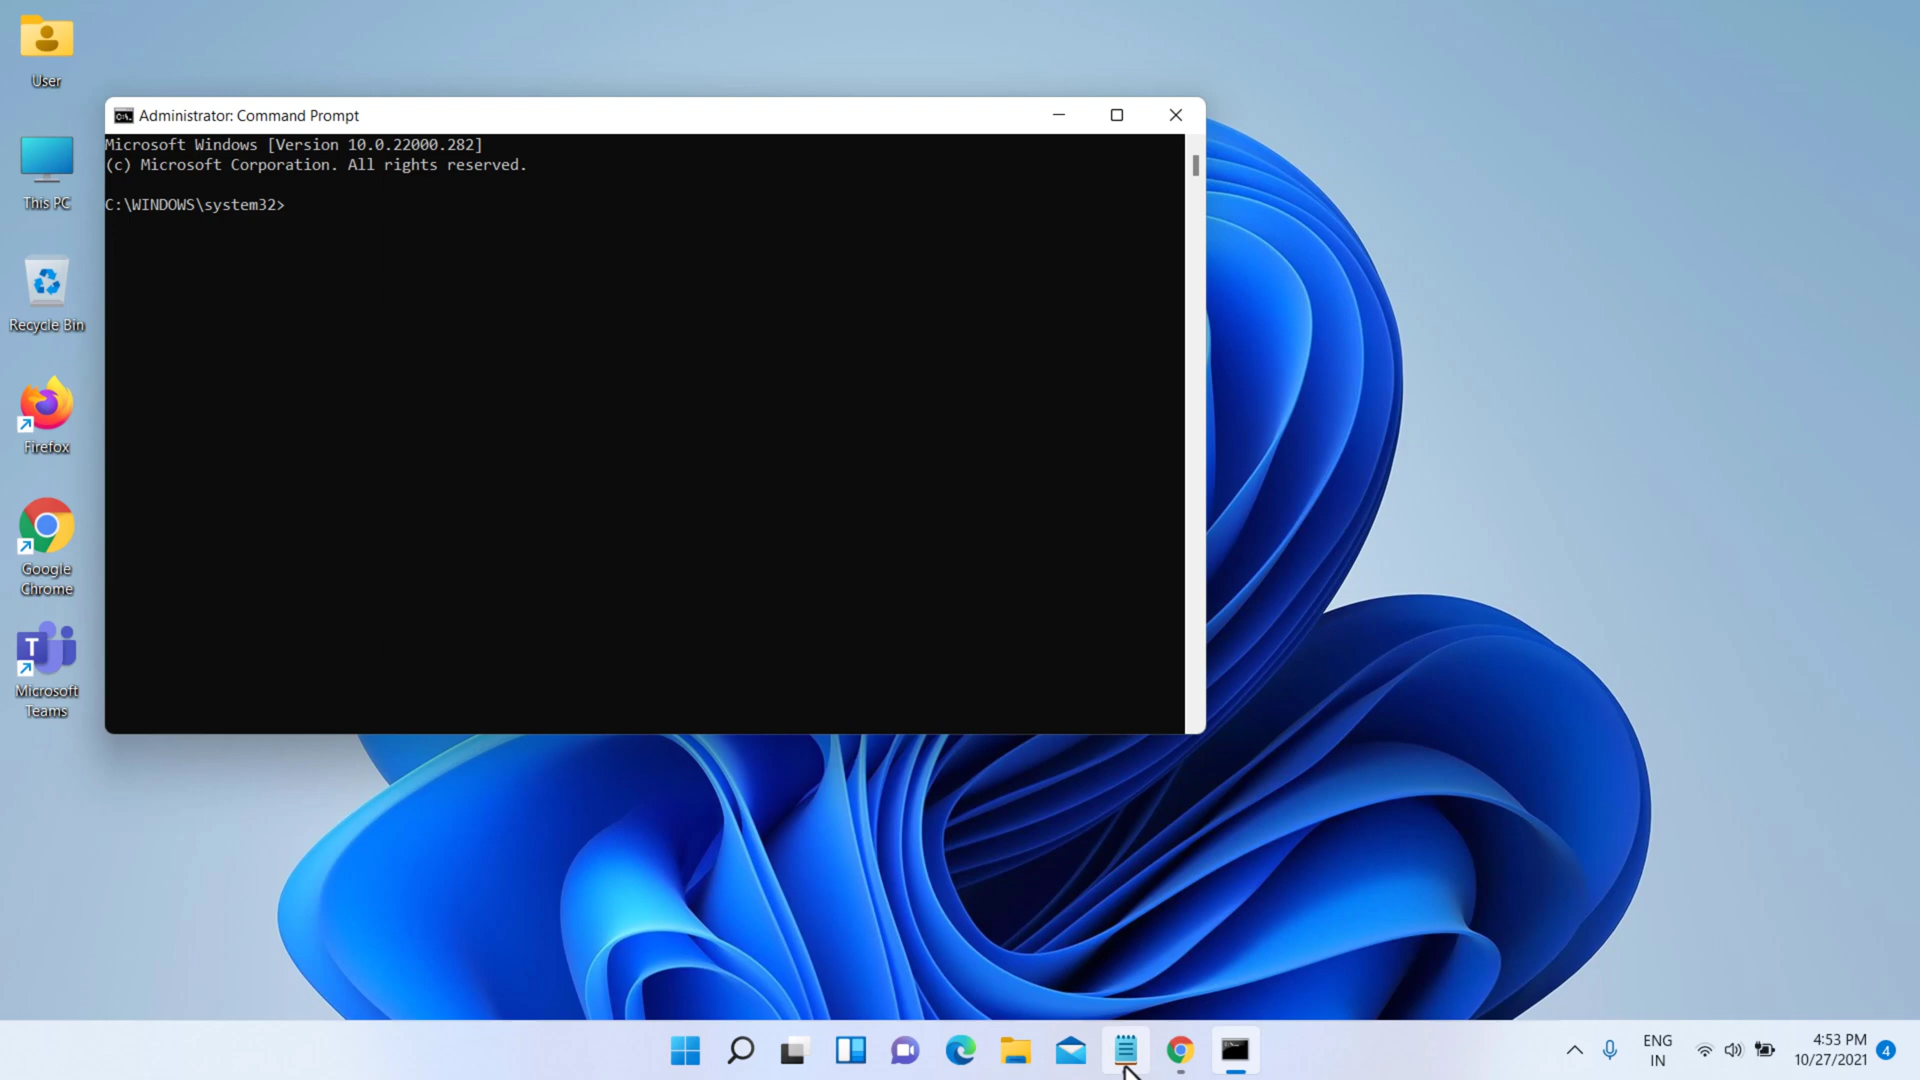 User
This PC
Recycle Bin
Firefox
Google
Chrome
T
Microsoft
Teams
C:\.
Administrator: Command Prompt
Microsoft Windows [Version 10.0.22000.282]
(c) Microsoft Corporation. All rights reserved.
C:\WINDOWS\system32>
ENG
IN
4:53 PM
10/27/2021
4